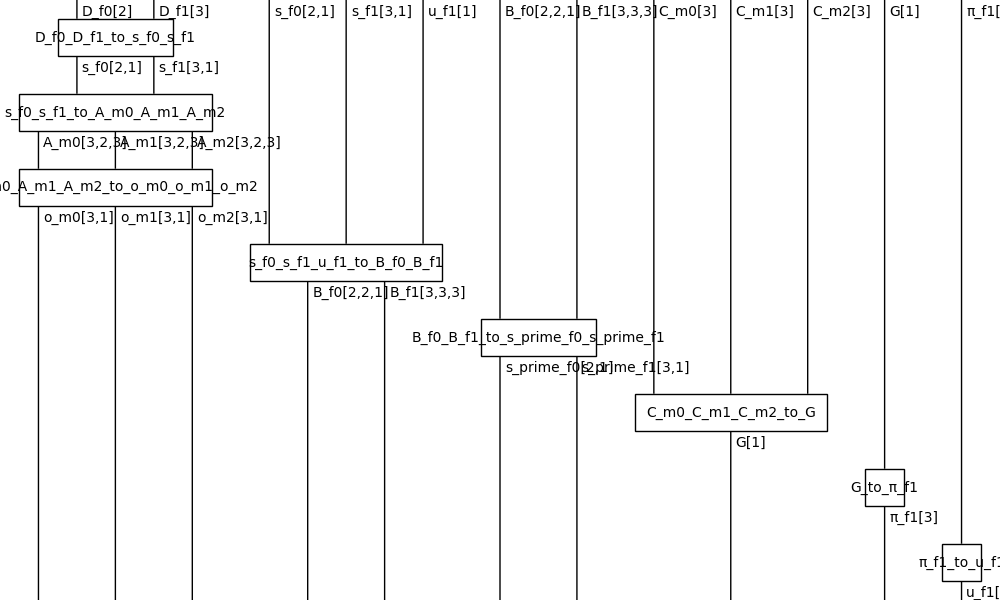 D_f0[2] D_f1[3] s_f0[2,1] s_f1[3,1] u_f1[1] B_f0[2,2,1] B_f1[3,3,3] C_m0[3] C_m1[3] C_m2[3] G[1] π_f1[
D_f0_D_f1_to_s_f0_s_f1
s_f0[2,1] s_f1[3,1]
s_f0_s_f1_to_A_m0_A_m1_A_m2
A_m0[3,2,3] A_m1[3,2,3] A_m2[3,2,3]
m0_A_m1_A_m2_to_o_m0_o_m1_o_m2
o_m0[3,1] o_m1[3,1] o_m2[3,1]
s_f0_s_f1_u_f1_to_B_f0_B_f1
B_f0[2,2,1] B_f1[3,3,3]
B_f0_B_f1_to_s_prime_f0_s_prime_f1
s_prime_f0[2,1] s_prime_f1[3,1]
C_m0_C_m1_C_m2_to_G
G[1]
G_to_π_f1
π_f1[3]
π_f1_to_u_f1
u_f1[